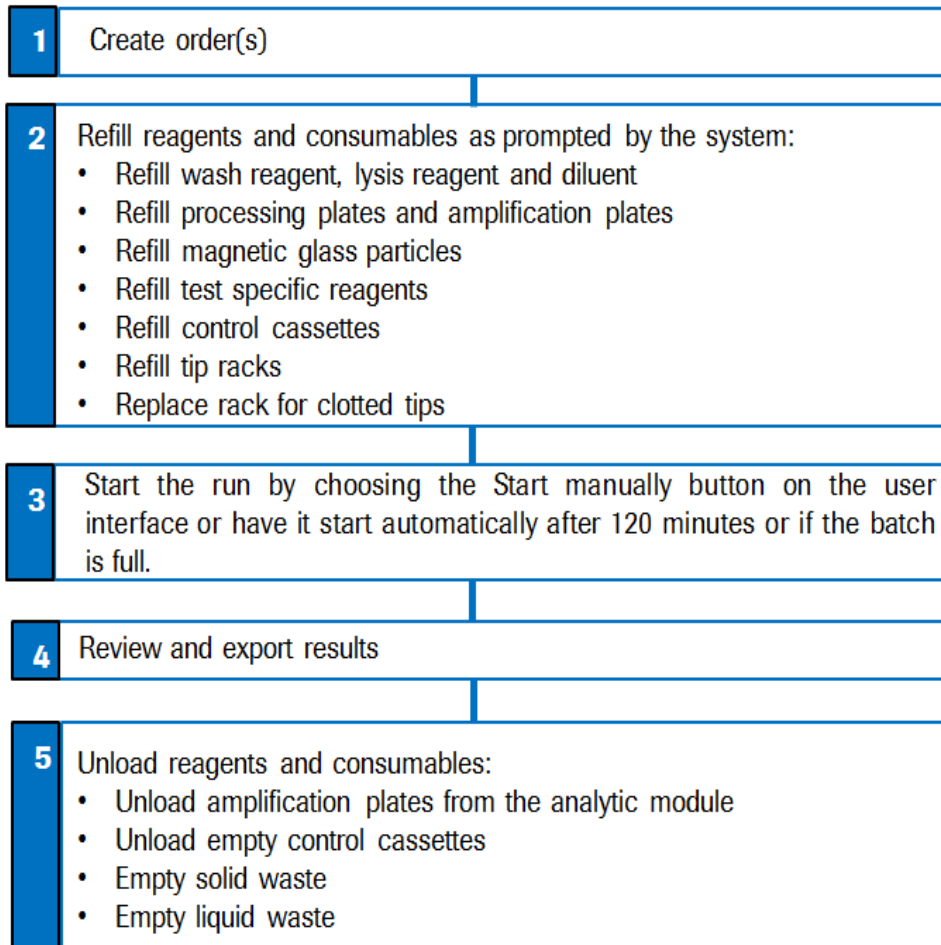 1 Create order(s)
2 Refill reagents and consumables as prompted by the system:
• Refill wash reagent, lysis reagent and diluent
• Refill processing plates and amplification plates
• Refill magnetic glass particles
• Refill test specific reagents
• Refill control cassettes
• Refill tip racks
• Replace rack for clotted tips
3 Start the run by choosing the Start manually button on the user
interface or have it start automatically after 120 minutes or if the batch
is full.
4 Review and export results
5 Unload reagents and consumables:
• Unload amplification plates from the analytic module
• Unload empty control cassettes
• Empty solid waste
• Empty liquid waste